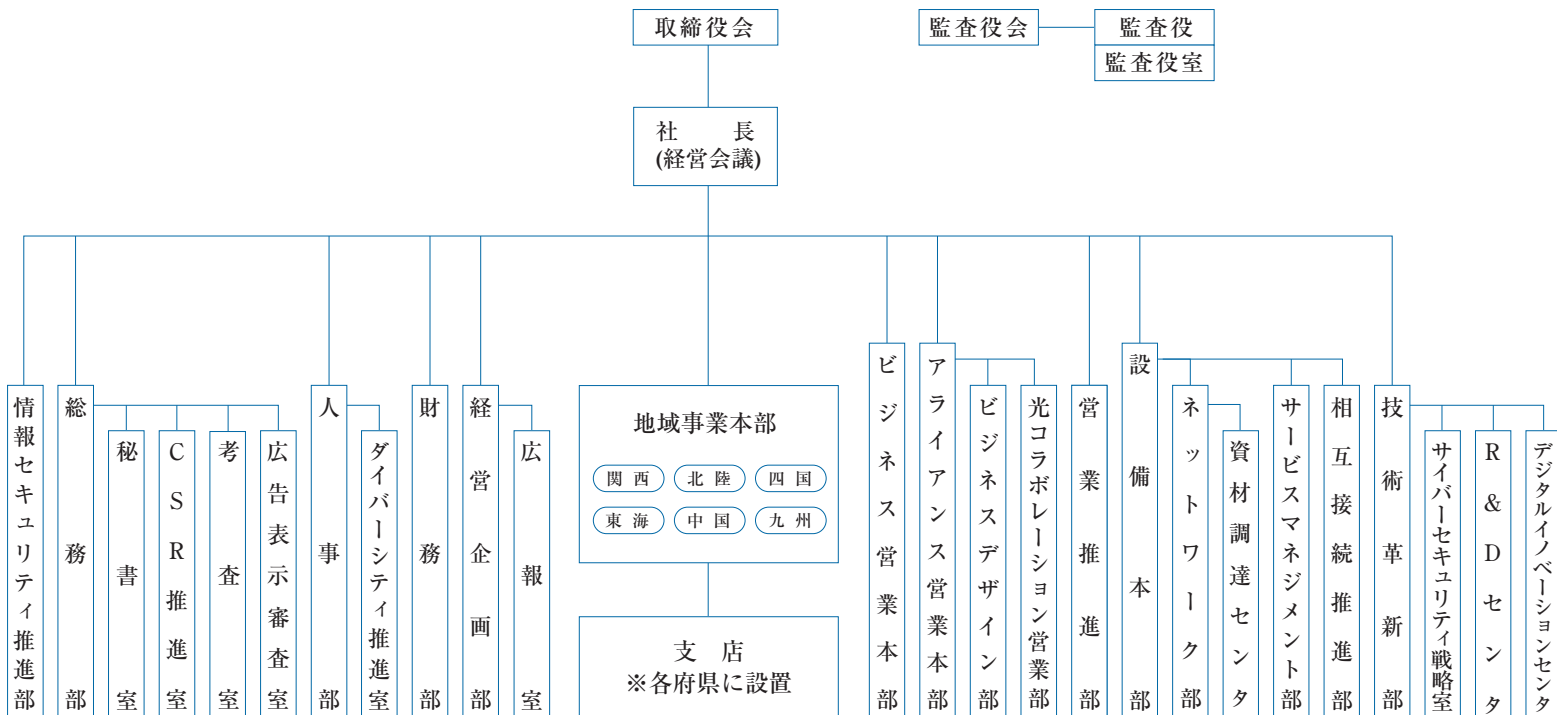 取締役会
監査役会
監査役
監査役室
社長
(経営会議)
情報セキュリティ推進部
総務部
秘書室
CSR推進室
考査室
広告表示審査室
人事部
ダイバーシティ推進室
財務部
経営企画部
広報室
地域事業本部
関西
北陸
四国
東海
中国
九州
支店
※各府県に設置
ビジネス営業本部
アライアンス営業本部
ビジネスデザイン部
光コラボレーション営業部
営業推進部
設備本部
ネットワーク部
資材調達センタ
サービスマネジメント部
相互接続推進部
技術革新部
サイバーセキュリティ戦略室
R&Dセンタ
デジタルイノベーションセンタ